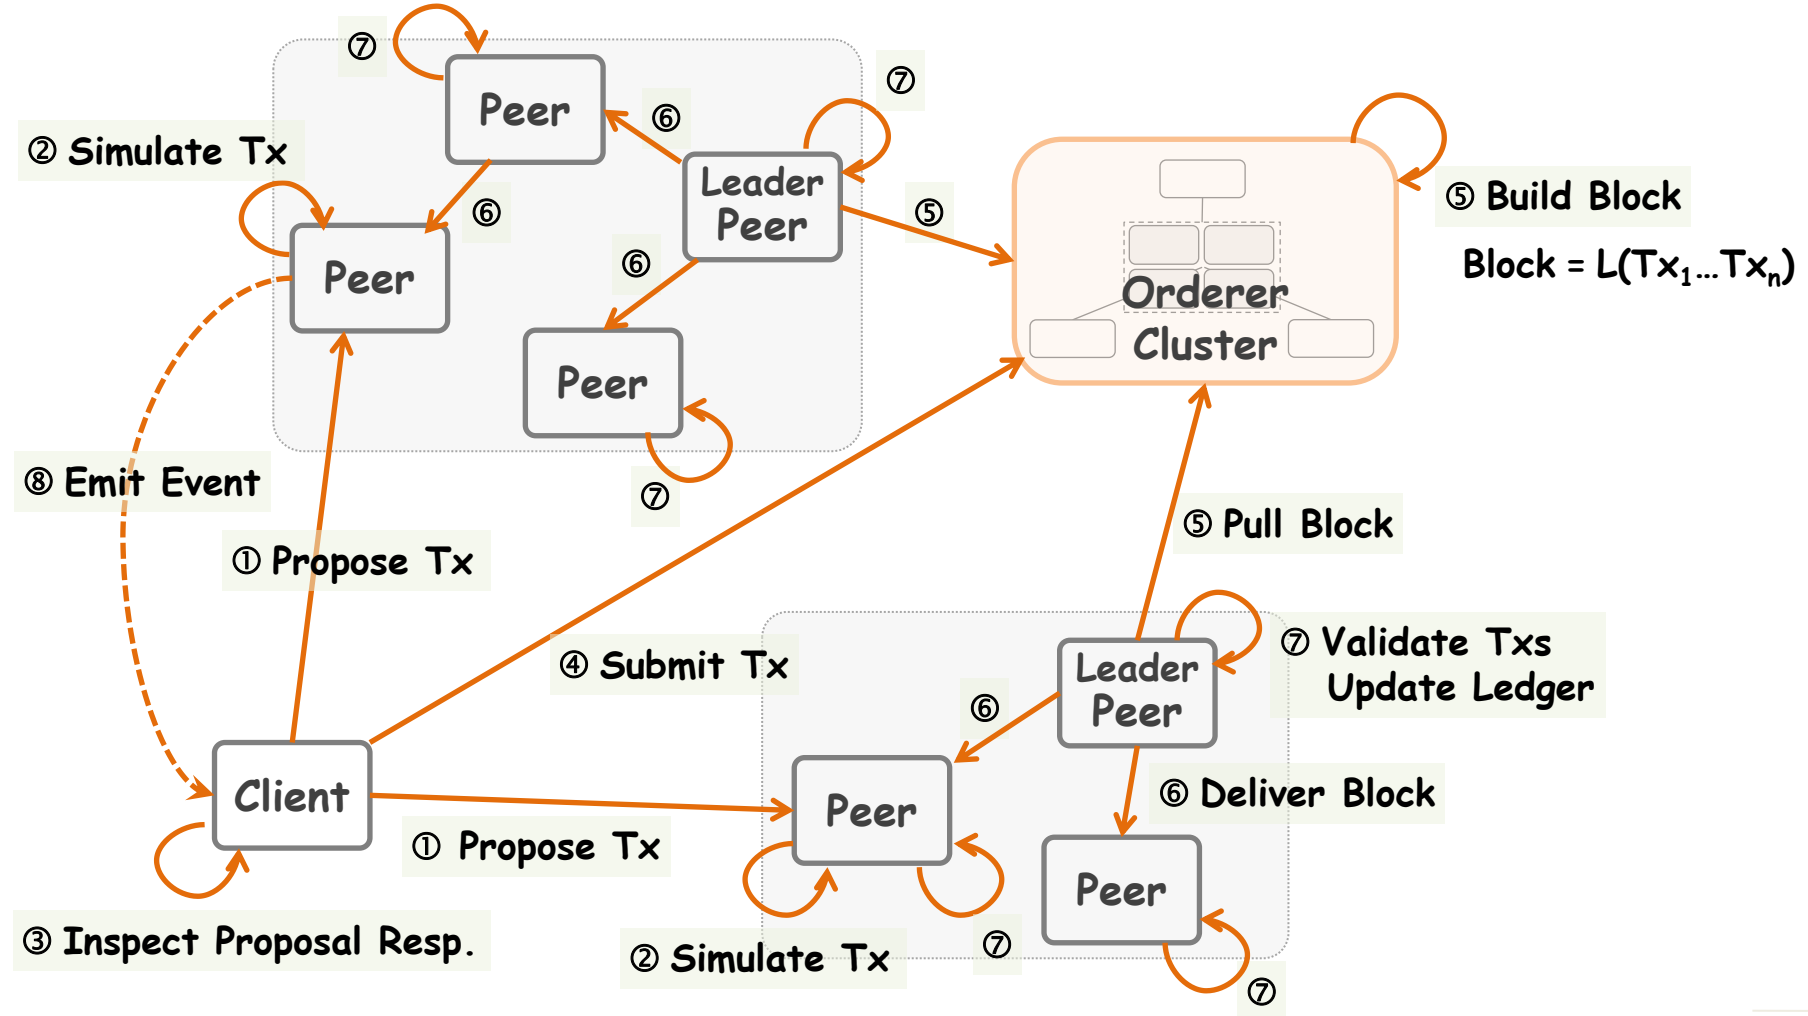 ⑦
Peer
⑦
② Simulate Tx
⑥
Leader
Peer
⑥
⑤
⑤ Build Block
Block = L(Tx₁…Txₙ)
Peer
⑥
Orderer
Cluster
Peer
⑦
⑧ Emit Event
① Propose Tx
⑤ Pull Block
④ Submit Tx
⑦ Validate Txs
Update Ledger
Leader
Peer
⑥
Client
Peer
⑥ Deliver Block
① Propose Tx
Peer
③ Inspect Proposal Resp.
② Simulate Tx
⑦
⑦